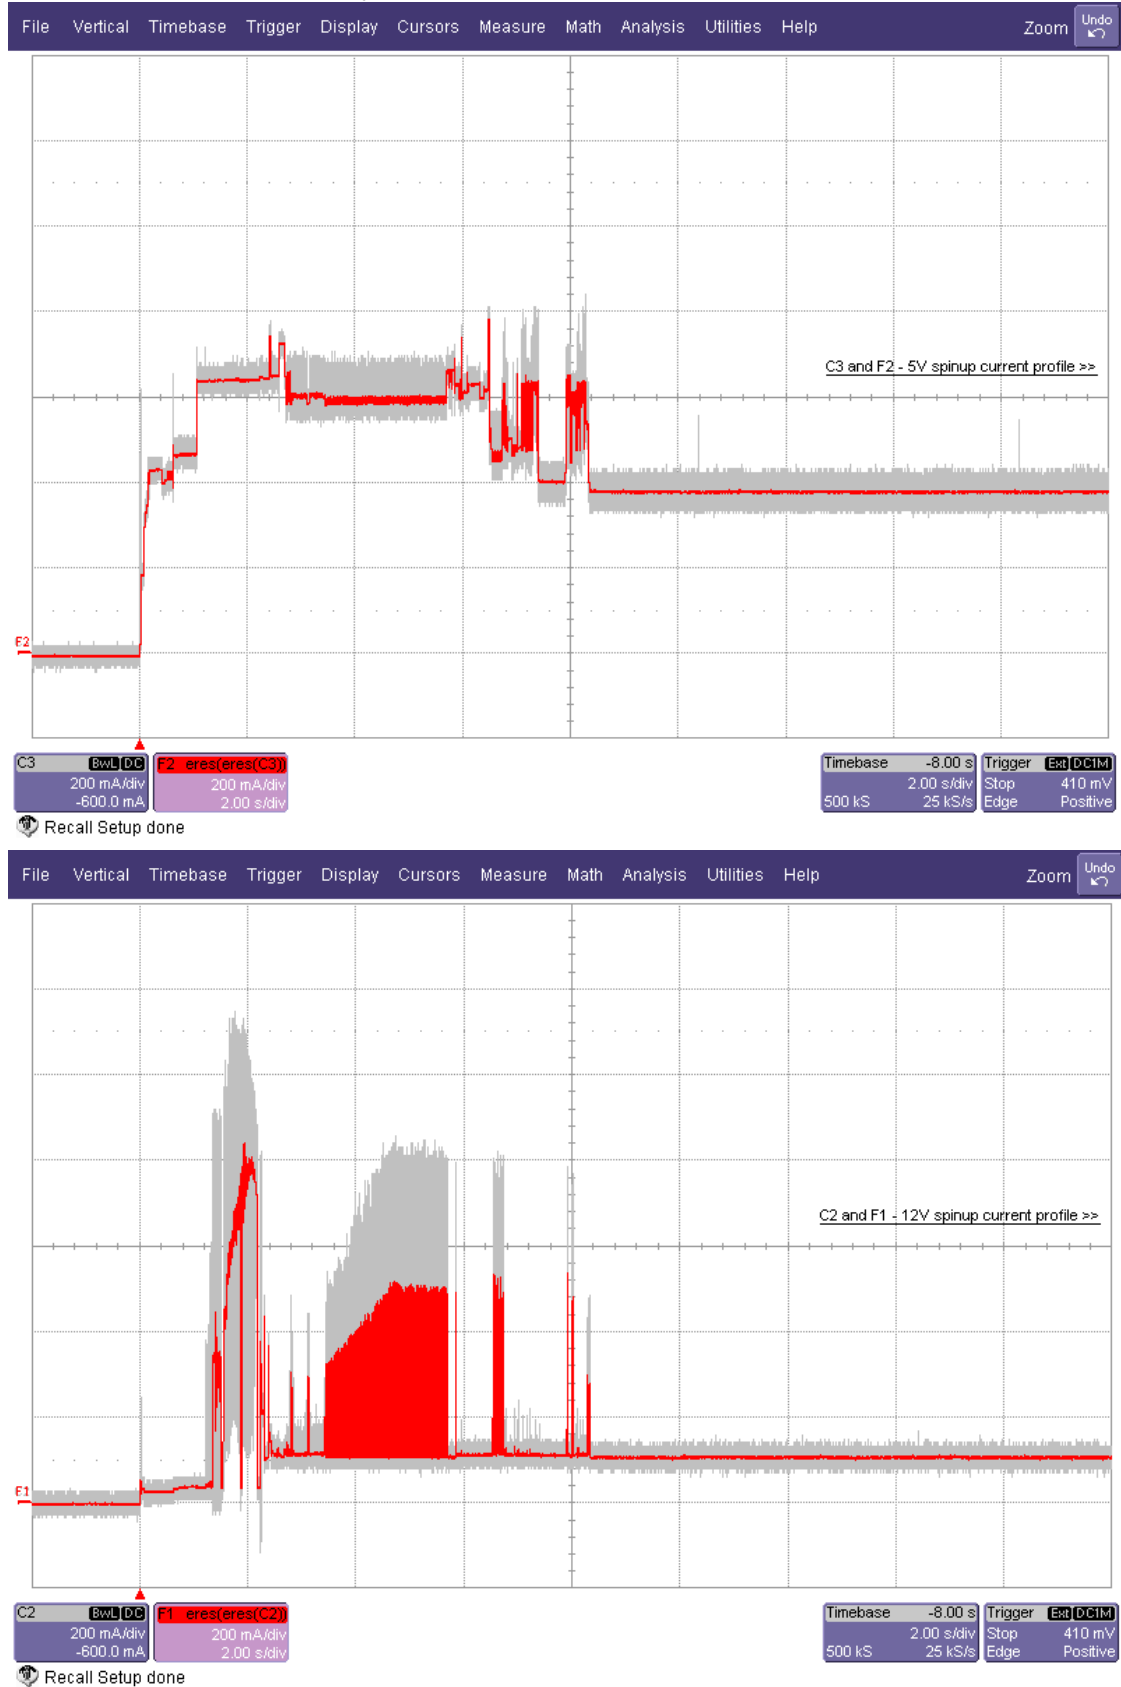 File Vertical Timebase Trigger Display Cursors Measure Math Analysis Utilities Help Zoom Undo
C3 and F2 - 5V spinup current profile >>
F2
C3 BwL DC F2 eres(eres(C3)) Timebase -8.00 s Trigger Ext DC1M
200 mA/div 200 mA/div 2.00 s/div Stop 410 mV
-600.0 mA 2.00 s/div 500 kS 25 kS/s Edge Positive
Recall Setup done
File Vertical Timebase Trigger Display Cursors Measure Math Analysis Utilities Help Zoom Undo
C2 and F1 - 12V spinup current profile >>
F1
C2 BwL DC F1 eres(eres(C2)) Timebase -8.00 s Trigger Ext DC1M
200 mA/div 200 mA/div 2.00 s/div Stop 410 mV
-600.0 mA 2.00 s/div 500 kS 25 kS/s Edge Positive
Recall Setup done